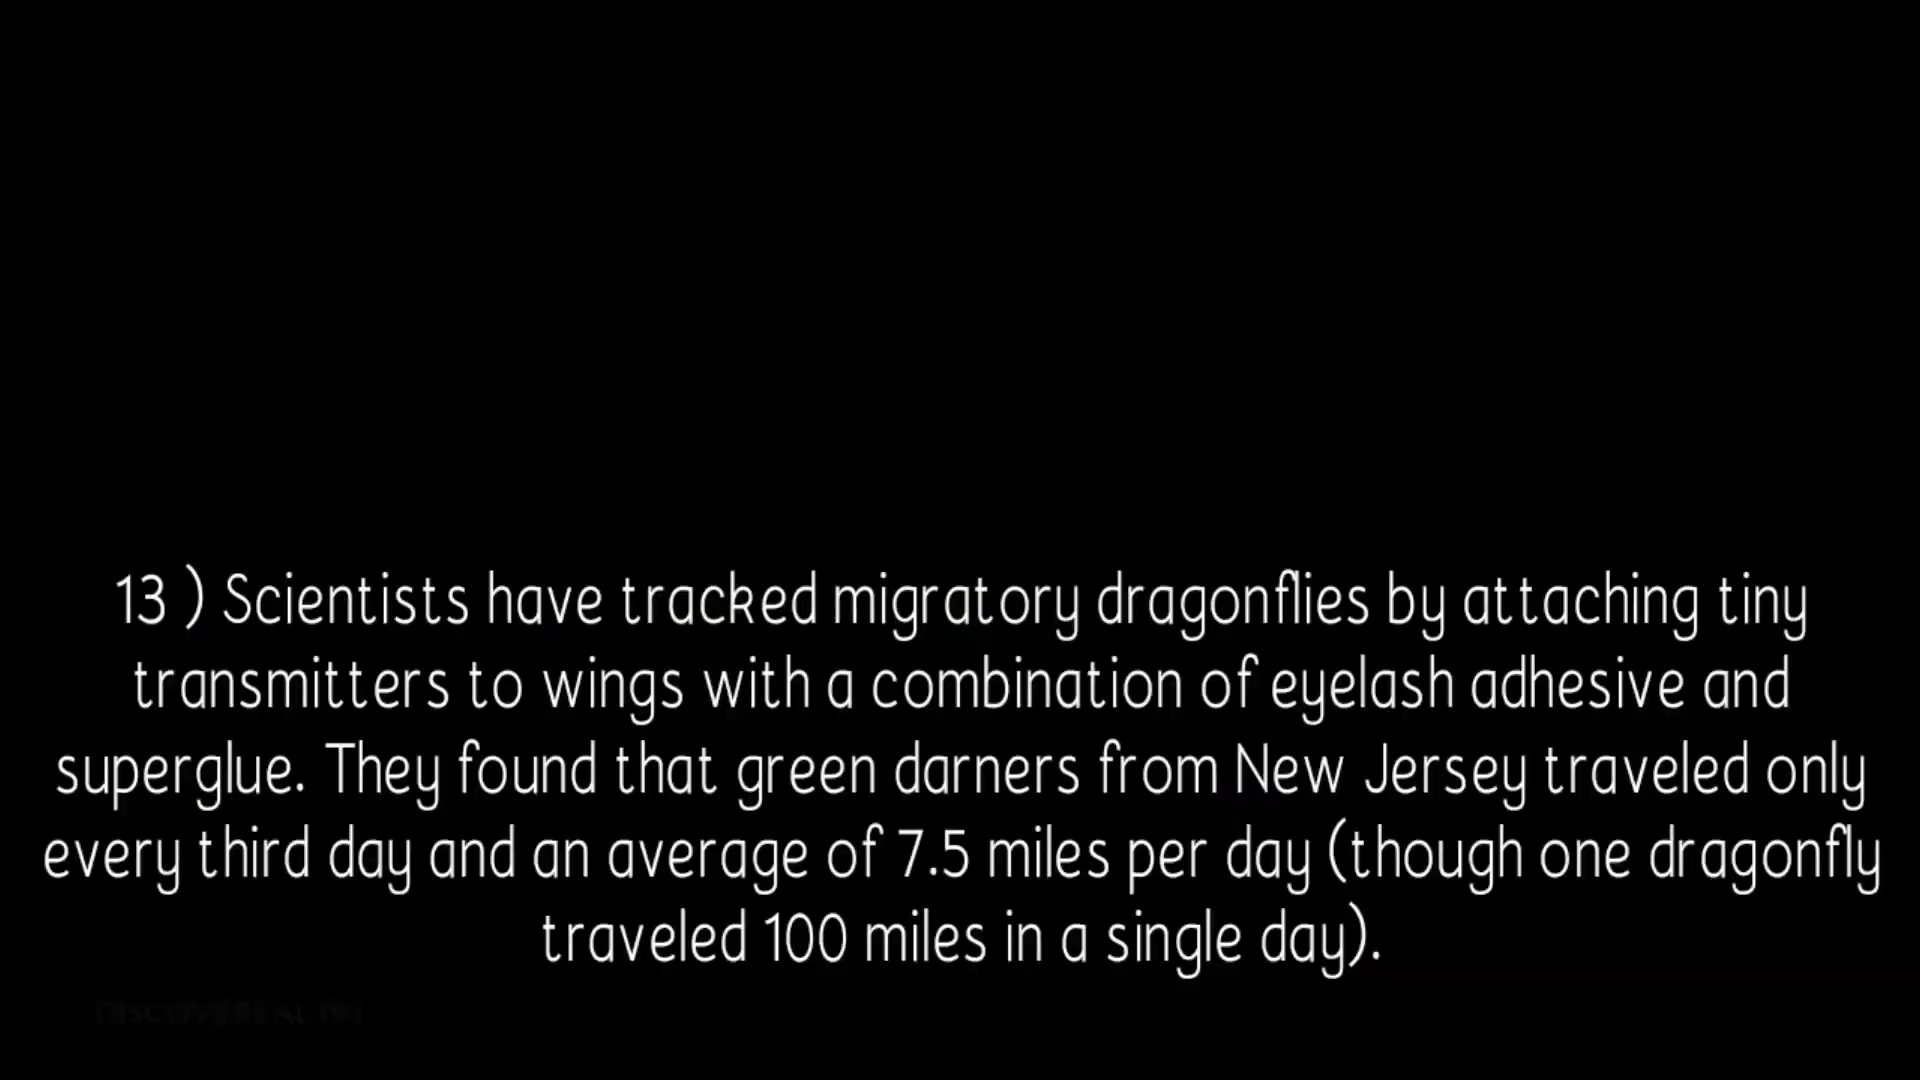 13 ) Scientists have tracked migratory dragonflies by attaching tiny
transmitters to wings with a combination of eyelash adhesive and
superglue. They found that green darners from New Jersey traveled only
every third day and an average of 7.5 miles per day (though one dragonfly
traveled 100 miles in a single day).